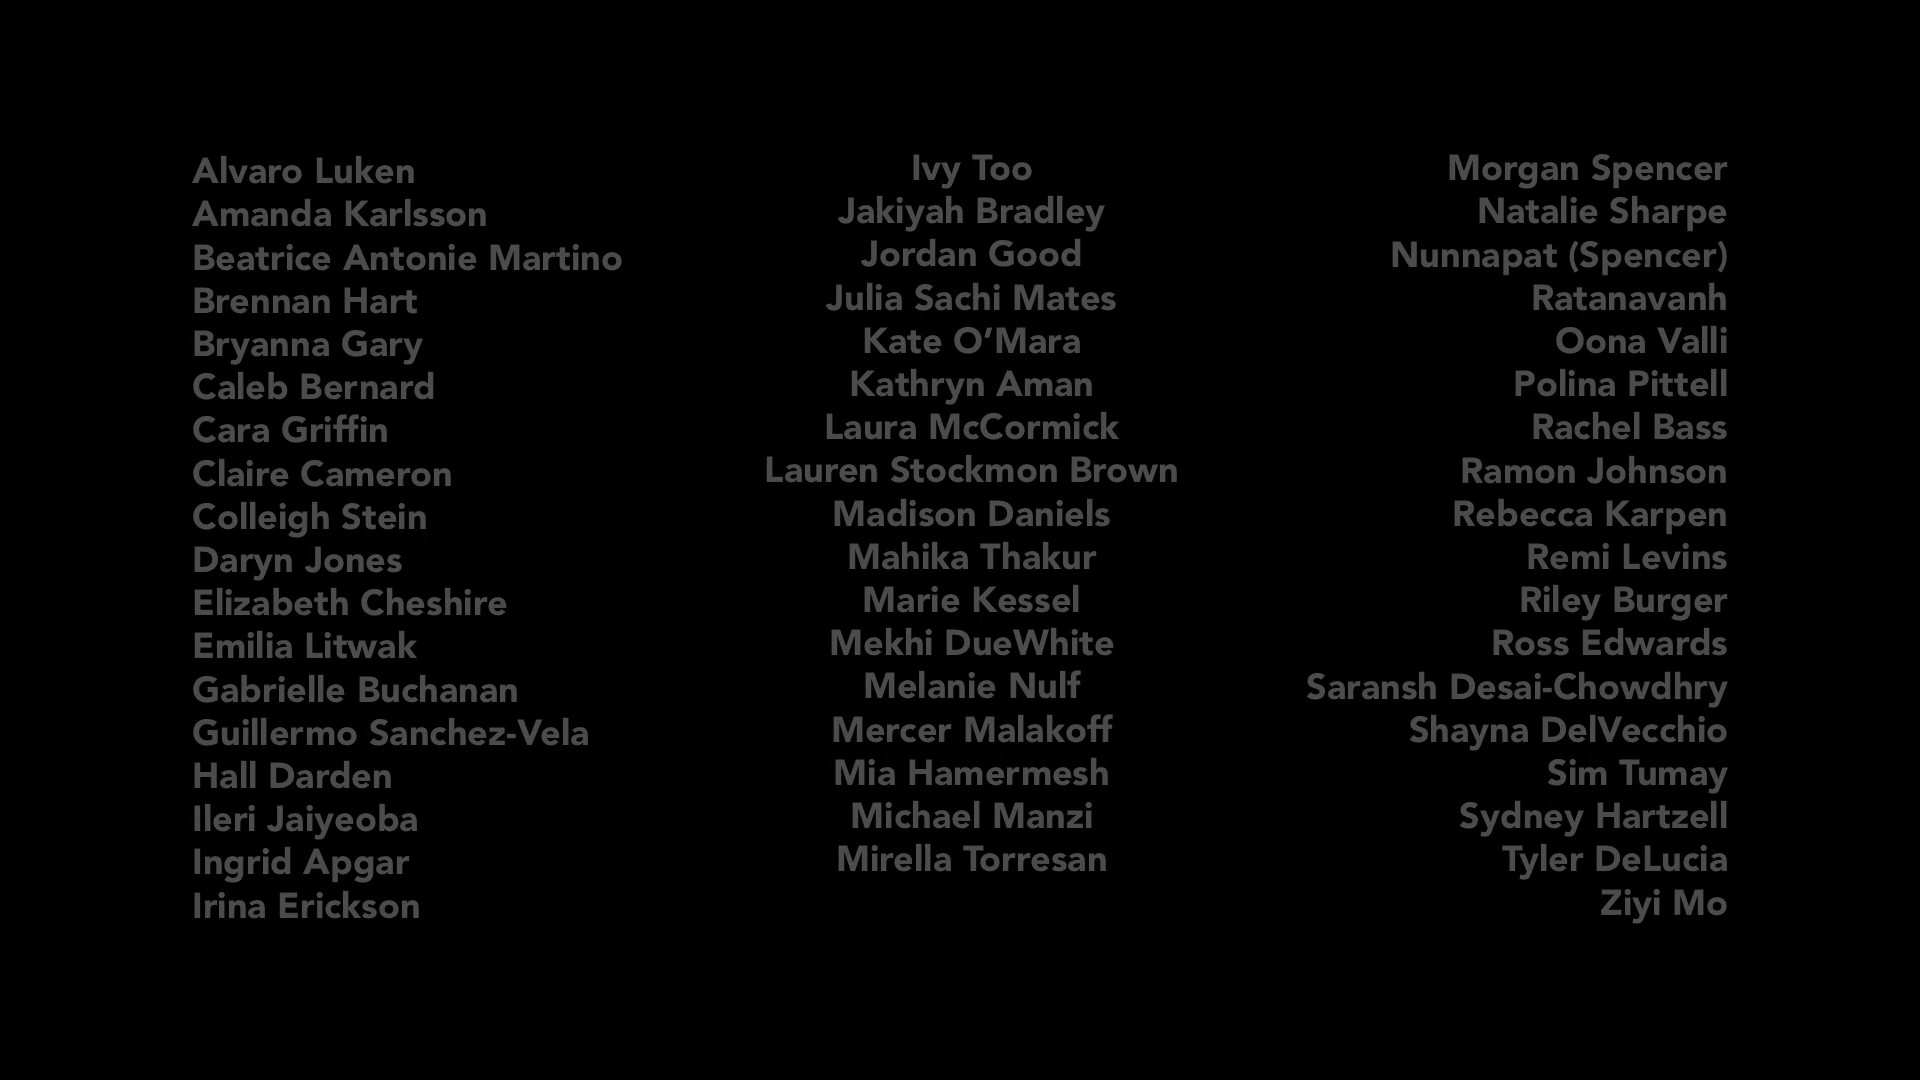 Alvaro Luken
Amanda Karlsson
Beatrice Antonie Martino
Brennan Hart
Bryanna Gary
Caleb Bernard
Cara Griffin
Claire Cameron
Colleigh Stein
Daryn Jones
Elizabeth Cheshire
Emilia Litwak
Gabrielle Buchanan
Guillermo Sanchez-Vela
Hall Darden
Ileri Jaiyeoba
Ingrid Apgar
Irina Erickson
Ivy Too
Jakiyah Bradley
Jordan Good
Julia Sachi Mates
Kate O’Mara
Kathryn Aman
Laura McCormick
Lauren Stockmon Brown
Madison Daniels
Mahika Thakur
Marie Kessel
Mekhi DueWhite
Melanie Nulf
Mercer Malakoff
Mia Hamermesh
Michael Manzi
Mirella Torresan
Morgan Spencer
Natalie Sharpe
Nunnapat (Spencer)
Ratanavanh
Oona Valli
Polina Pittell
Rachel Bass
Ramon Johnson
Rebecca Karpen
Remi Levins
Riley Burger
Ross Edwards
Saransh Desai-Chowdhry
Shayna DelVecchio
Sim Tumay
Sydney Hartzell
Tyler DeLucia
Ziyi Mo